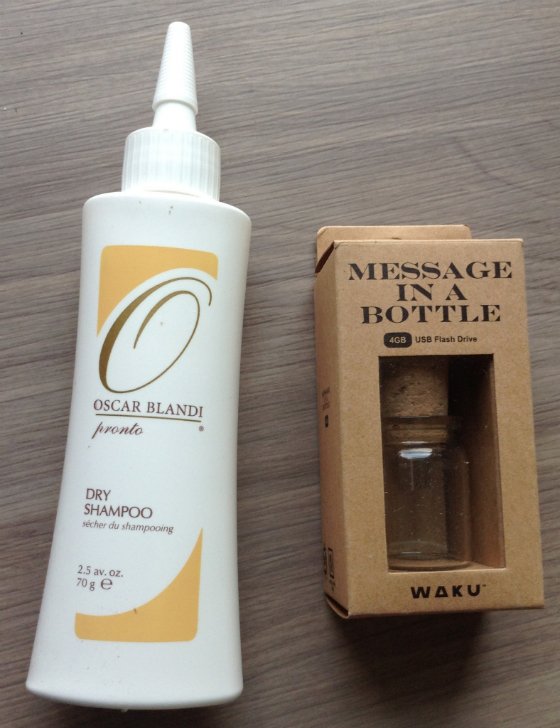 O
OSCAR BLANDI
pronto ®
DRY
SHAMPOO
sécher du shampooing
2.5 av. oz.
70 g e
MESSAGE
IN A
BOTTLE
4GB USB Flash Drive
WAKU™